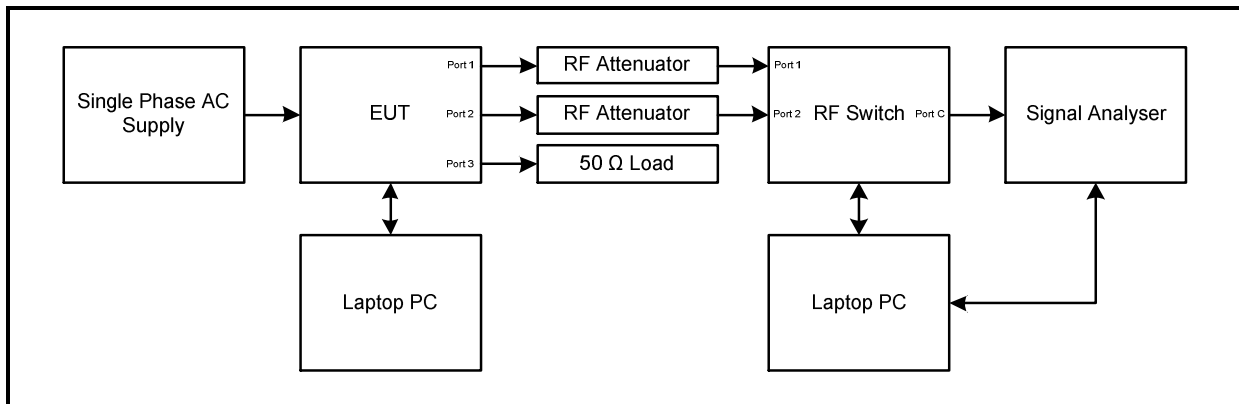 Single Phase AC
Supply
EUT
Port 1
Port 2
Port 3
RF Attenuator
RF Attenuator
50 Ω Load
Port 1
Port 2
RF Switch
Port C
Signal Analyser
Laptop PC
Laptop PC